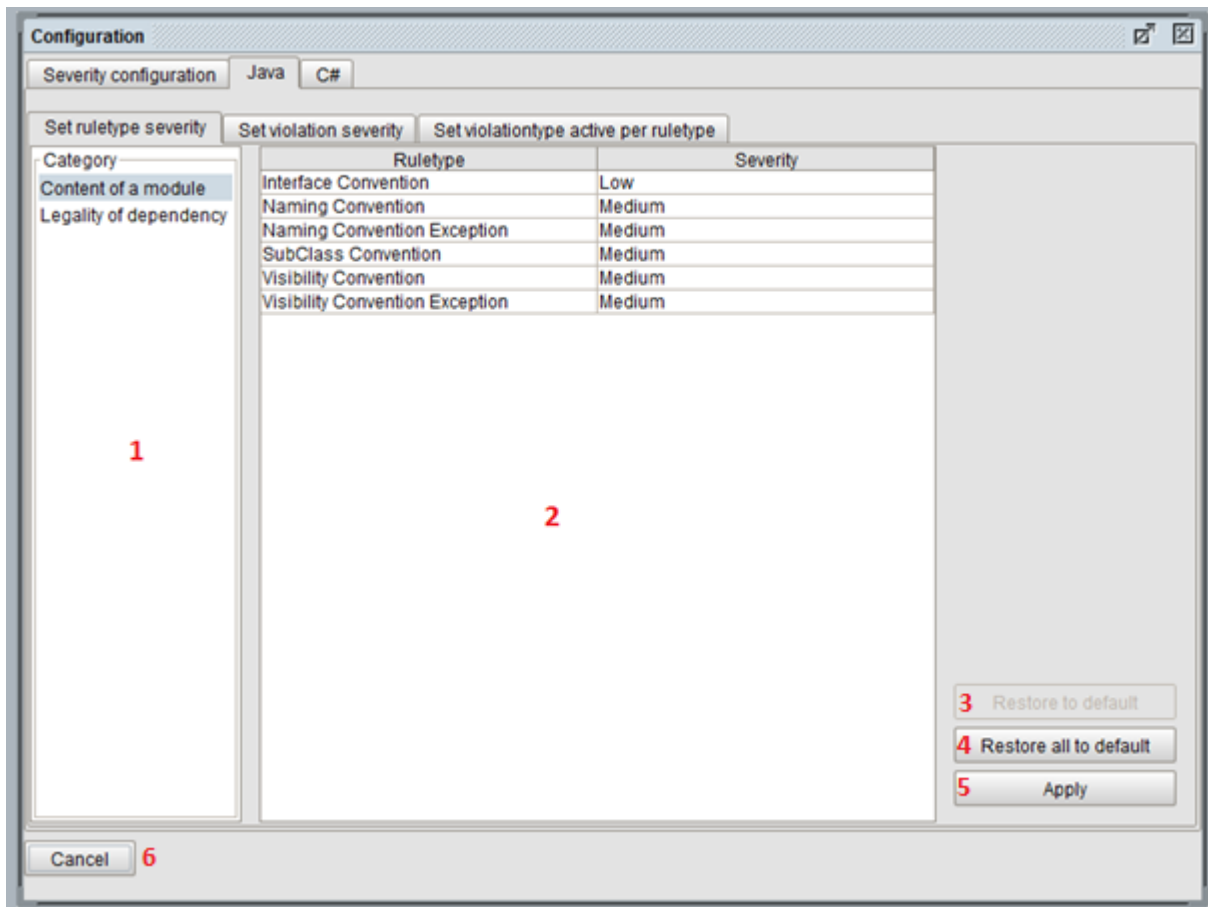 Configuration
Severity configuration Java C#
Set ruletype severity Set violation severity Set violationtype active per ruletype
Category Ruletype Severity
Content of a module Interface Convention Low
Legality of dependency Naming Convention Medium
Naming Convention Exception Medium
SubClass Convention Medium
Visibility Convention Medium
Visibility Convention Exception Medium
1
2
3 Restore to default
4 Restore all to default
5 Apply
Cancel 6